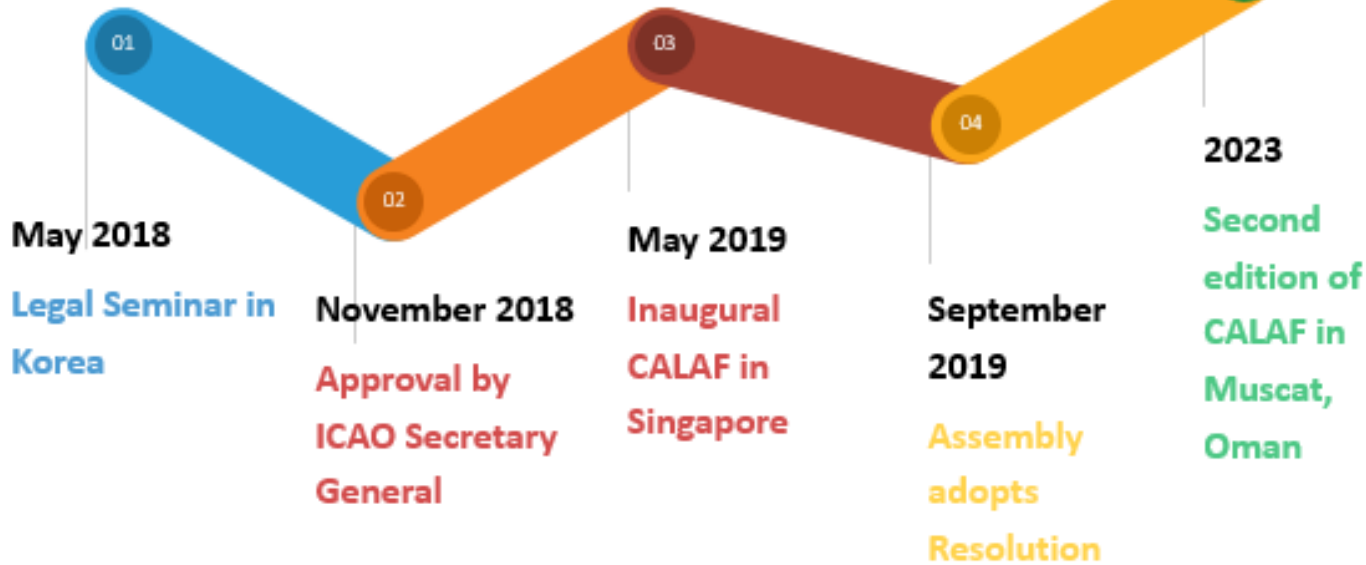 01
02
03
04
May 2018
Legal Seminar in
Korea
November 2018
Approval by
ICAO Secretary
General
May 2019
Inaugural
CALAF in
Singapore
September
2019
Assembly
adopts
Resolution
2023
Second
edition of
CALAF in
Muscat,
Oman